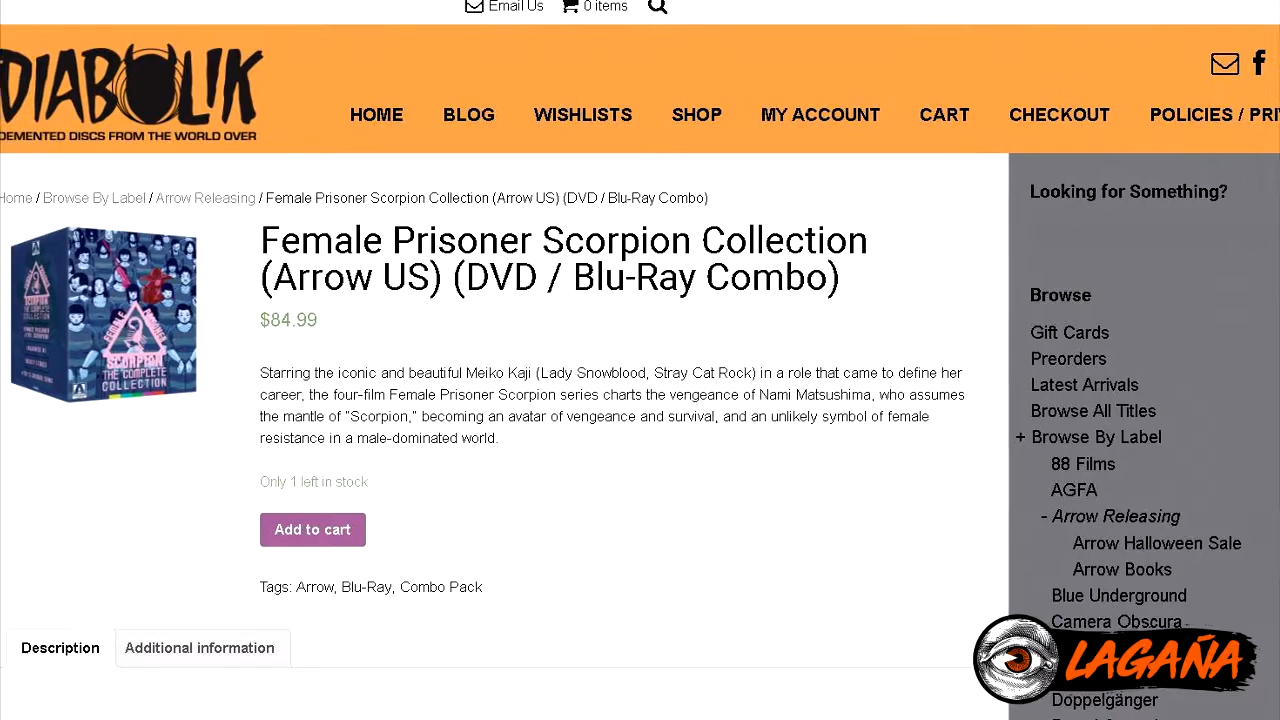 Email Us 0 items
DIABOLIK
DEMENTED DISCS FROM THE WORLD OVER
HOME BLOG WISHLISTS SHOP MY ACCOUNT CART CHECKOUT POLICIES / PRI
Home / Browse By Label / Arrow Releasing / Female Prisoner Scorpion Collection (Arrow US) (DVD / Blu-Ray Combo)
Female Prisoner Scorpion Collection
(Arrow US) (DVD / Blu-Ray Combo)
$84.99
Starring the iconic and beautiful Meiko Kaji (Lady Snowblood, Stray Cat Rock) in a role that came to define her
career, the four-film Female Prisoner Scorpion series charts the vengeance of Nami Matsushima, who assumes
the mantle of "Scorpion," becoming an avatar of vengeance and survival, and an unlikely symbol of female
resistance in a male-dominated world.
Only 1 left in stock
Add to cart
Tags: Arrow, Blu-Ray, Combo Pack
Description Additional information
FEMALE PRISONER
SCORPION
THE COMPLETE
COLLECTION
Looking for Something?
Browse
Gift Cards
Preorders
Latest Arrivals
Browse All Titles
+ Browse By Label
88 Films
AGFA
- Arrow Releasing
Arrow Halloween Sale
Arrow Books
Blue Underground
Camera Obscura
Doppelgänger
LAGAÑA